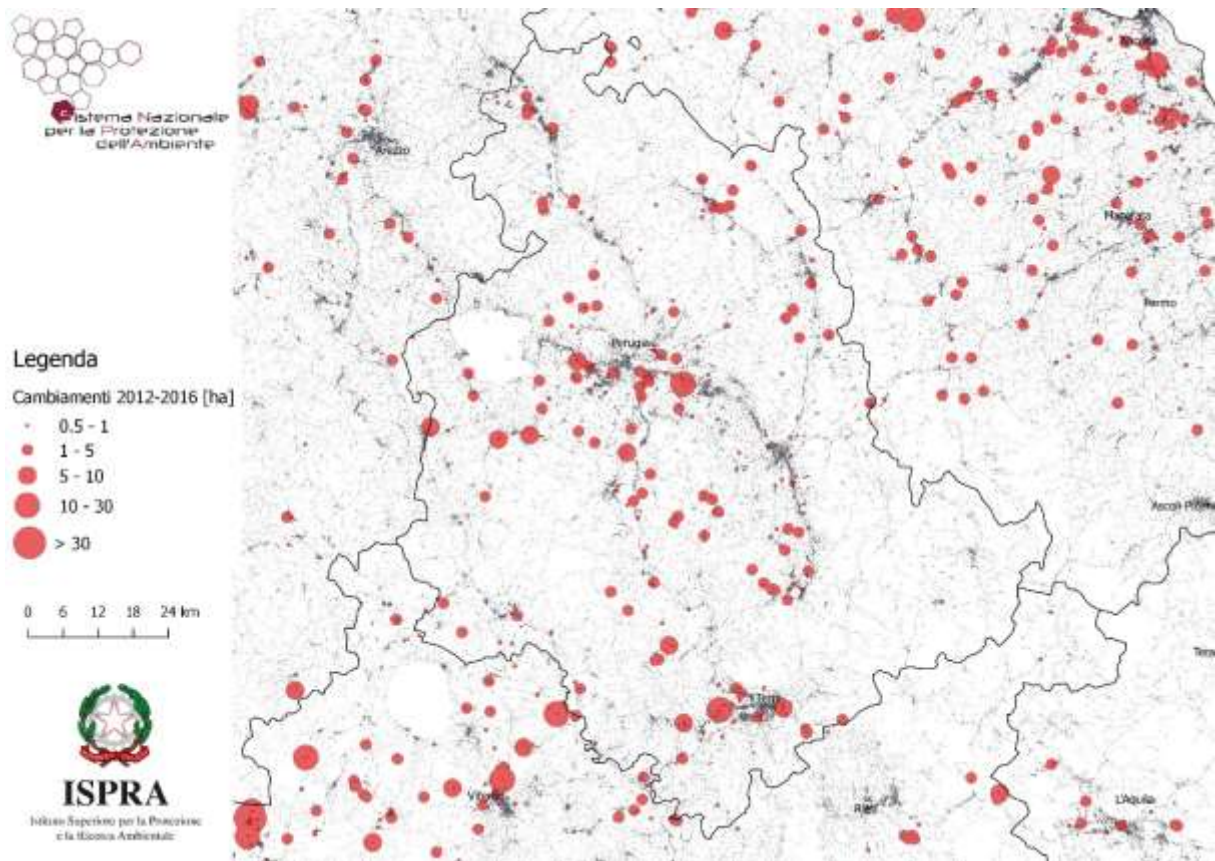 Sistema Nazionale
per la Protezione
dell'Ambiente
Legenda
Cambiamenti 2012-2016 [ha]
0.5 - 1
1 - 5
5 - 10
10 - 30
> 30
0 6 12 18 24 km
ISPRA
Istituto Superiore per la Protezione
e la Ricerca Ambientale
Ancona
Arezzo
Macerata
Fermo
Perugia
Ascoli Piceno
Tera
Terni
Viterbo
Rieti
L'Aquila